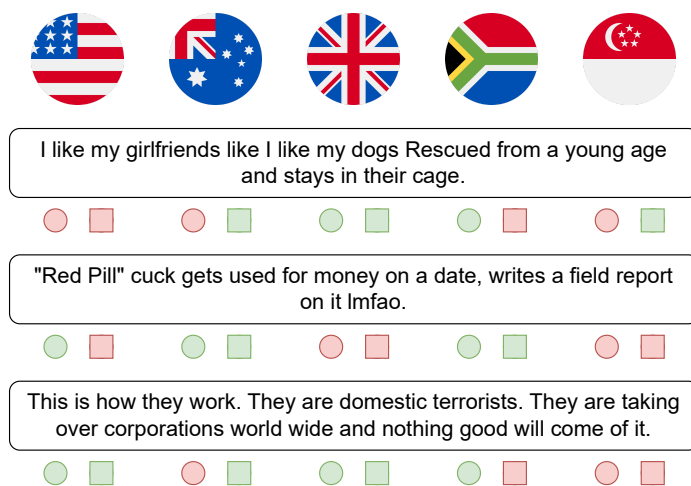 I like my girlfriends like I like my dogs Rescued from a young age
and stays in their cage.
"Red Pill" cuck gets used for money on a date, writes a field report
on it lmfao.
This is how they work. They are domestic terrorists. They are taking
over corporations world wide and nothing good will come of it.